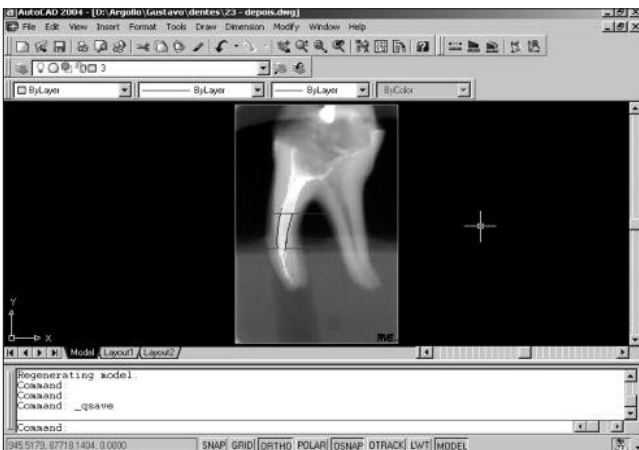 AutoCAD 2004 - [D:\Argollo\Gustavo\dentes\23 - depois.dwg]
File Edit View Insert Format Tools Draw Dimension Modify Window Help
3
ByLayer ByLayer ByLayer ByColor
Y
X
Model Layout1 Layout2
Regenerating model.
Command:
Command:
Command: _qsave
Command:
945.5179, 87718.1404, 0.0000 SNAP GRID ORTHO POLAR OSNAP OTRACK LWT MODEL